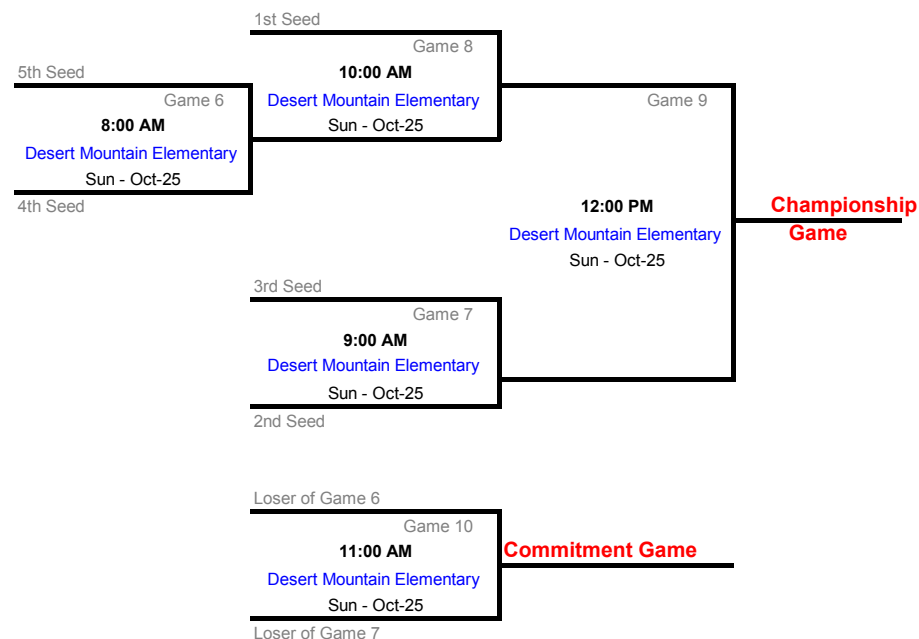 1st Seed
Game 8
10:00 AM
Desert Mountain Elementary
Sun - Oct-25
5th Seed
Game 6
8:00 AM
Desert Mountain Elementary
Sun - Oct-25
4th Seed
Game 9
12:00 PM
Desert Mountain Elementary
Sun - Oct-25
Championship
Game
3rd Seed
Game 7
9:00 AM
Desert Mountain Elementary
Sun - Oct-25
2nd Seed
Loser of Game 6
Game 10
11:00 AM
Desert Mountain Elementary
Sun - Oct-25
Loser of Game 7
Commitment Game